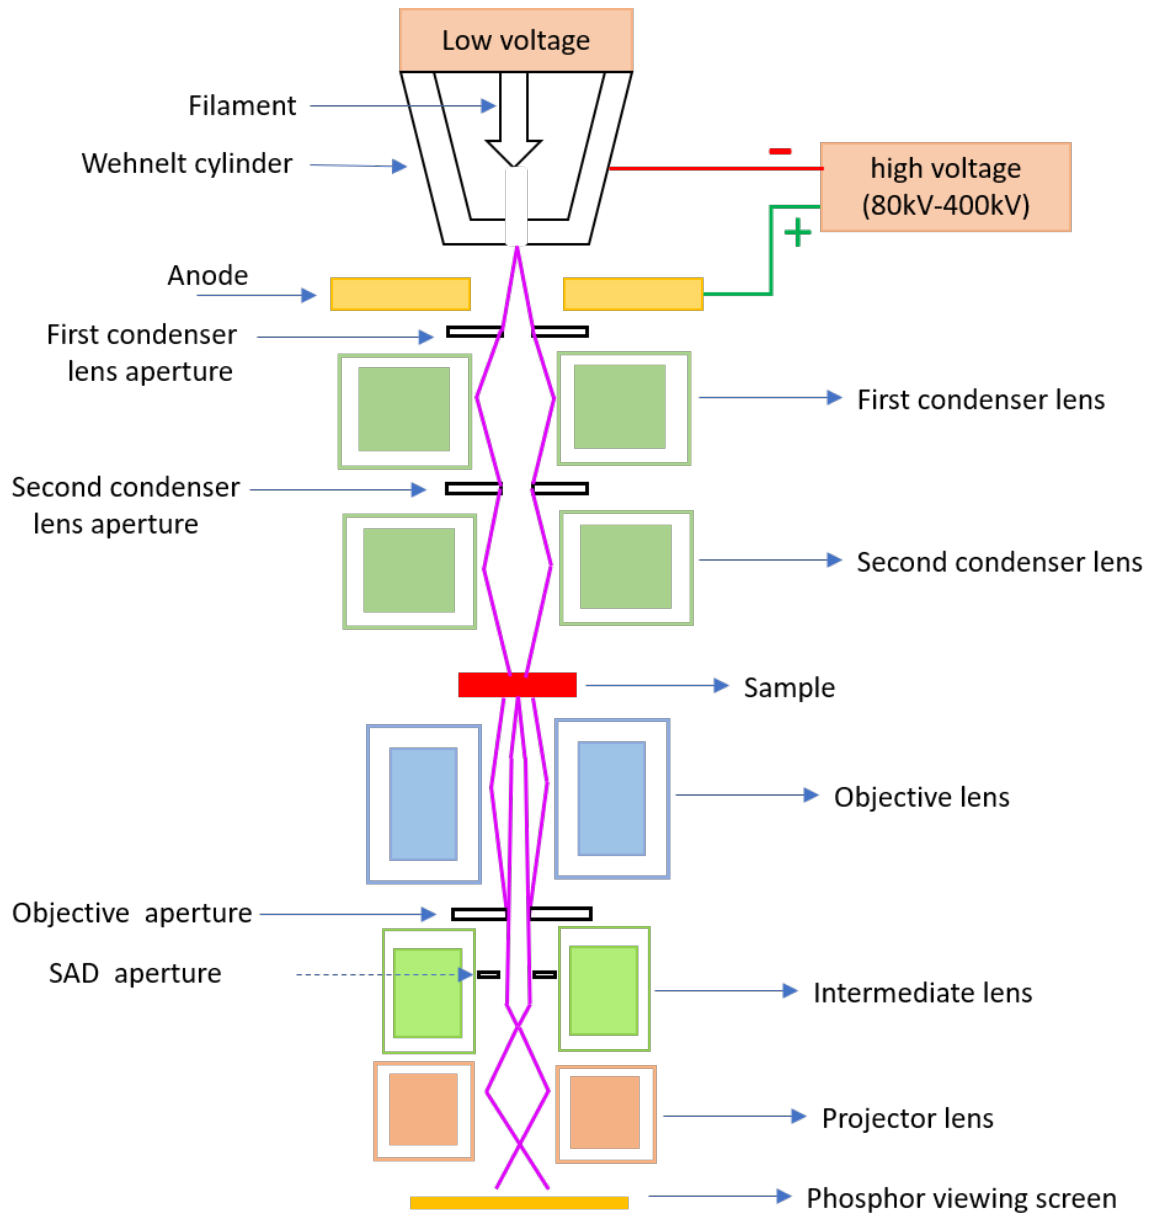 Low voltage
Filament
Wehnelt cylinder
-
high voltage
(80kV-400kV)
+
Anode
First condenser
lens aperture
First condenser lens
Second condenser
lens aperture
Second condenser lens
Sample
Objective lens
Objective aperture
SAD aperture
Intermediate lens
Projector lens
Phosphor viewing screen